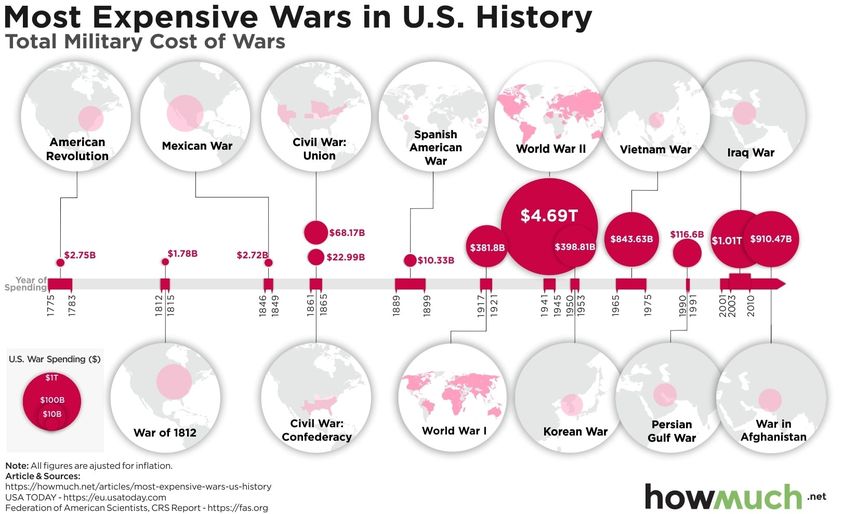 Most Expensive Wars in U.S. History
Total Military Cost of Wars
American
Revolution
Mexican War
Civil War:
Union
Spanish
American
War
World War II
Vietnam War
Iraq War
$2.75B
$1.78B
$2.72B
$68.17B
$22.99B
$10.33B
$381.8B
$4.69T
$398.81B
$843.63B
$116.6B
$1.01T
$910.47B
Year of
Spending
1775
1783
1812
1815
1846
1849
1861
1865
1889
1899
1917
1921
1941
1945
1950
1953
1965
1975
1990
1991
2001
2003
2010
U.S. War Spending ($)
$1T
$100B
$10B
War of 1812
Civil War:
Confederacy
World War I
Korean War
Persian
Gulf War
War in
Afghanistan
Note: All figures are ajusted for inflation.
Article & Sources:
https://howmuch.net/articles/most-expensive-wars-us-history
USA TODAY - https://eu.usatoday.com
Federation of American Scientists, CRS Report - https://fas.org
howmuch.net